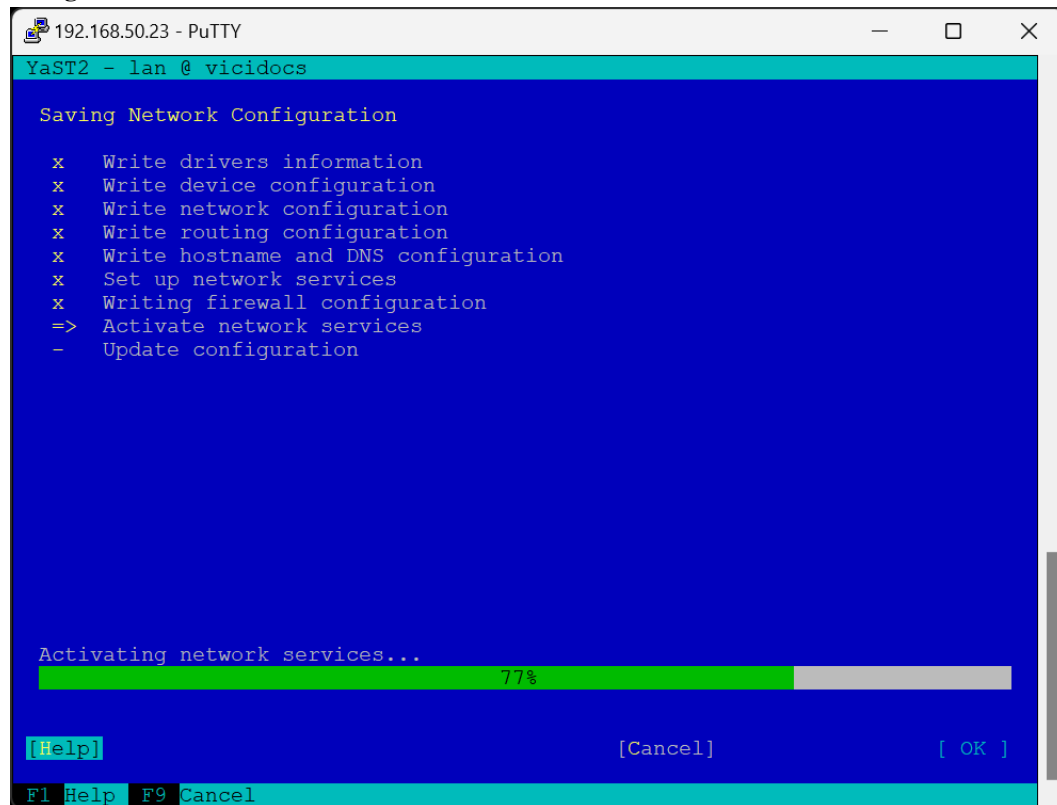 192.168.50.23 - PuTTY
YaST2 - lan @ vicidocs
Saving Network Configuration
x Write drivers information
x Write device configuration
x Write network configuration
x Write routing configuration
x Write hostname and DNS configuration
x Set up network services
x Writing firewall configuration
=> Activate network services
- Update configuration
Activating network services...
77%
[Help] [Cancel] [ OK ]
F1 Help F9 Cancel